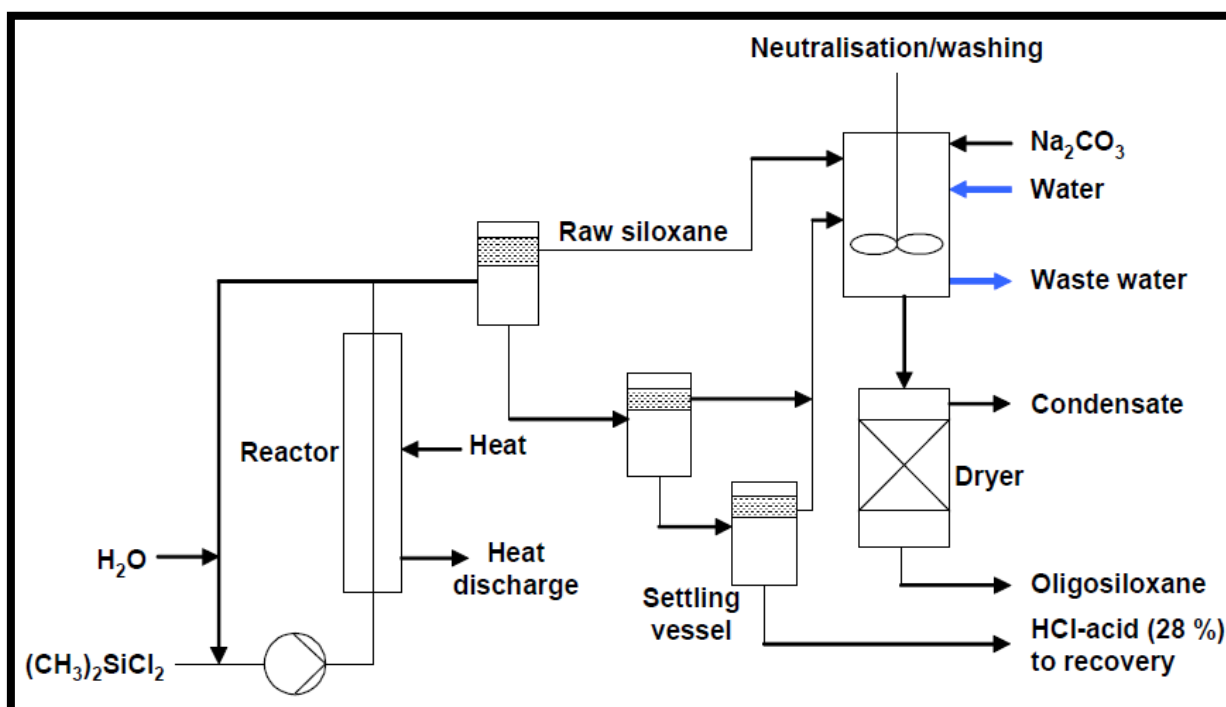 Neutralisation/washing
Na₂CO₃
Water
Raw siloxane
Waste water
Condensate
Reactor
Heat
Dryer
H₂O
Heat
discharge
Settling
vessel
Oligosiloxane
(CH₃)₂SiCl₂
HCl-acid (28 %)
to recovery